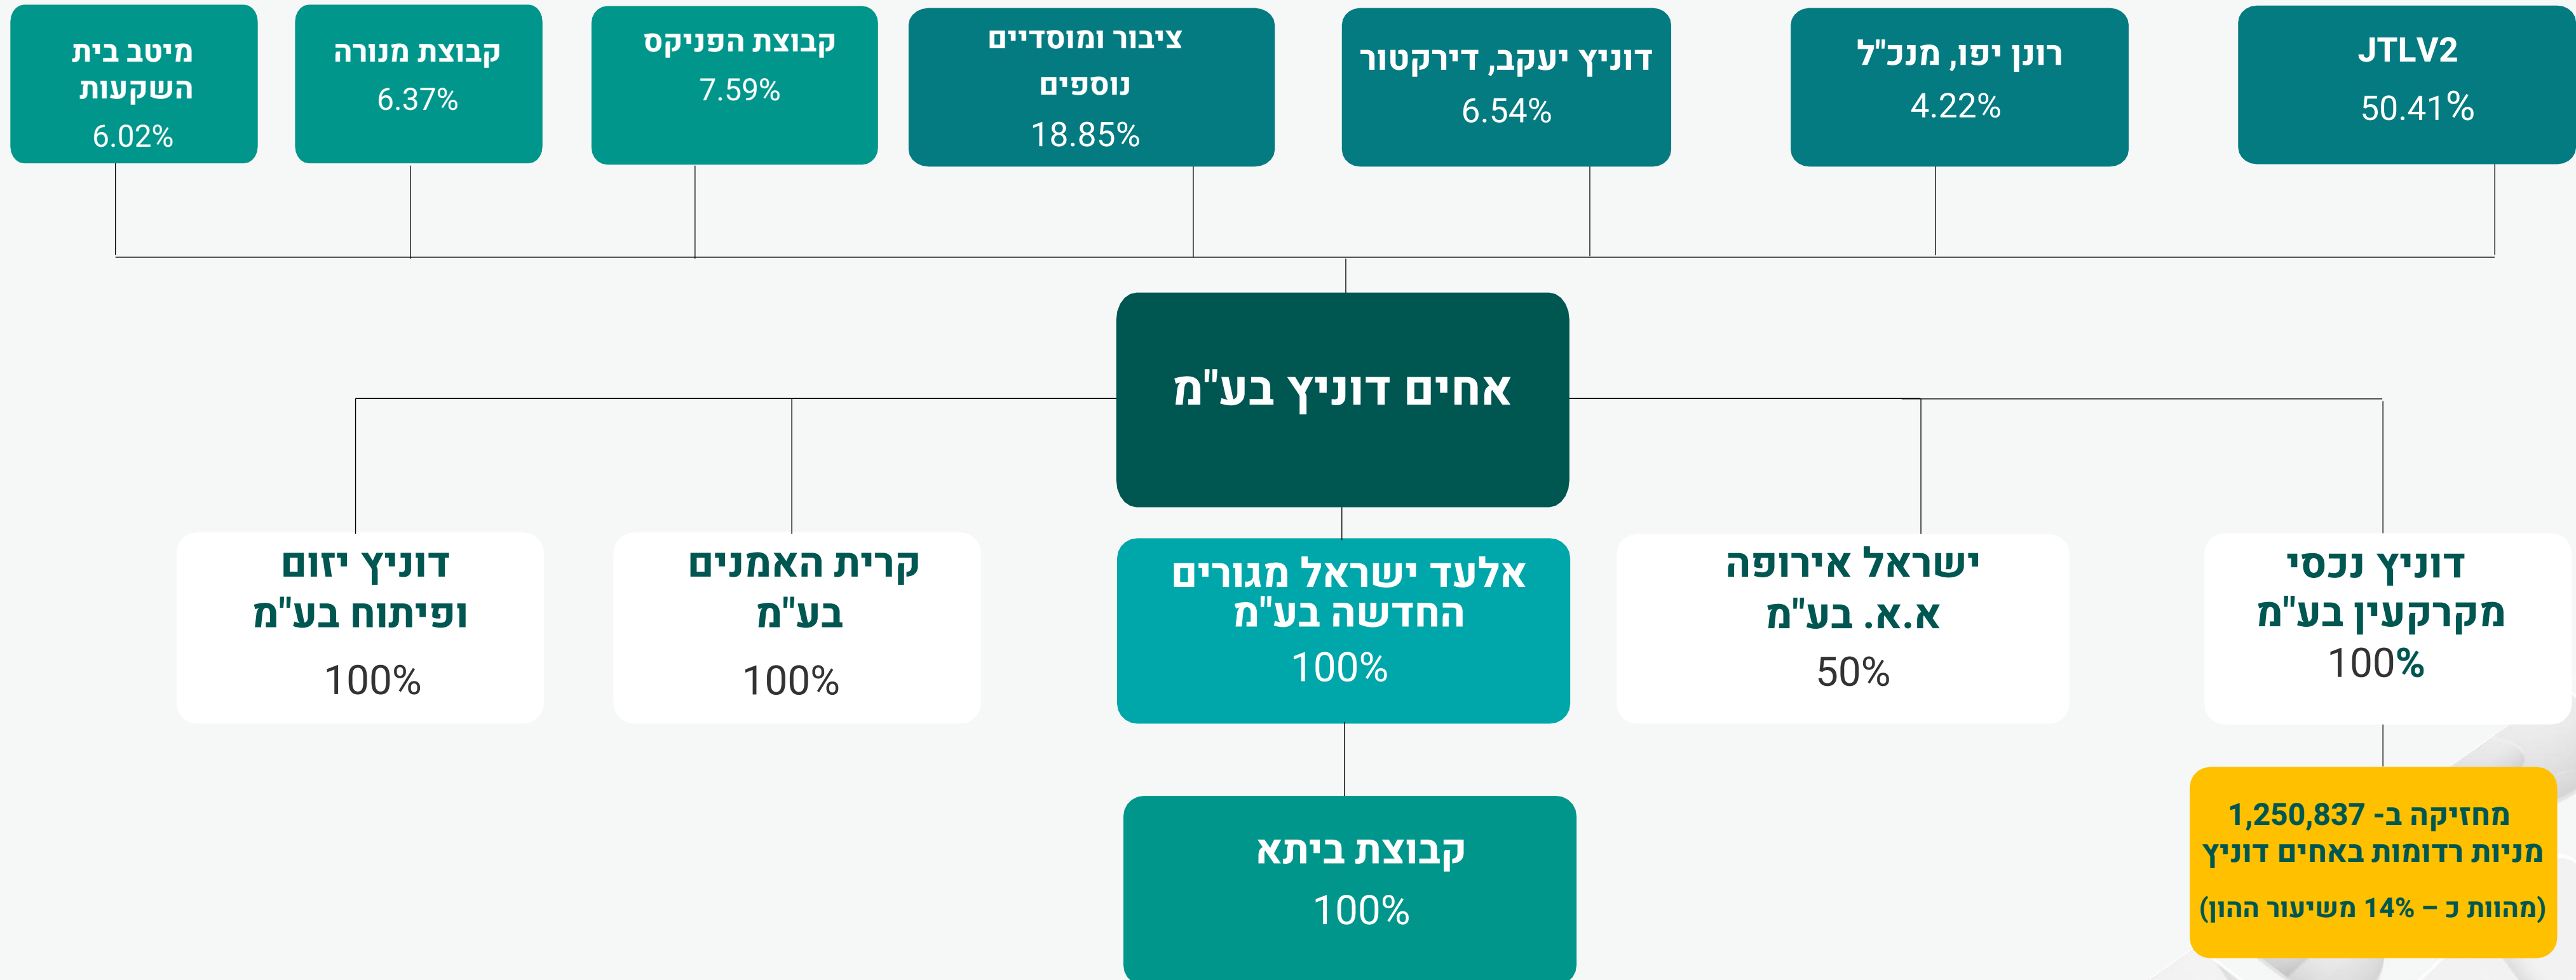 JTLV2
50.41%
רונן יפו, מנכ"ל
4.22%
דוניץ יעקב, דירקטור
6.54%
ציבור ומוסדיים
נוספים
18.85%
קבוצת הפניקס
7.59%
קבוצת מנורה
6.37%
מיטב בית
השקעות
6.02%
אחים דוניץ בע"מ
דוניץ נכסי
מקרקעין בע"מ
100%
ישראל אירופה
א.א. בע"מ
50%
אלעד ישראל מגורים
החדשה בע"מ
100%
קרית האמנים
בע"מ
100%
דוניץ יזום
ופיתוח בע"מ
100%
מחזיקה ב- 1,250,837
מניות רדומות באחים דוניץ
(מהוות כ – 14% משיעור ההון)
קבוצת ביתא
100%